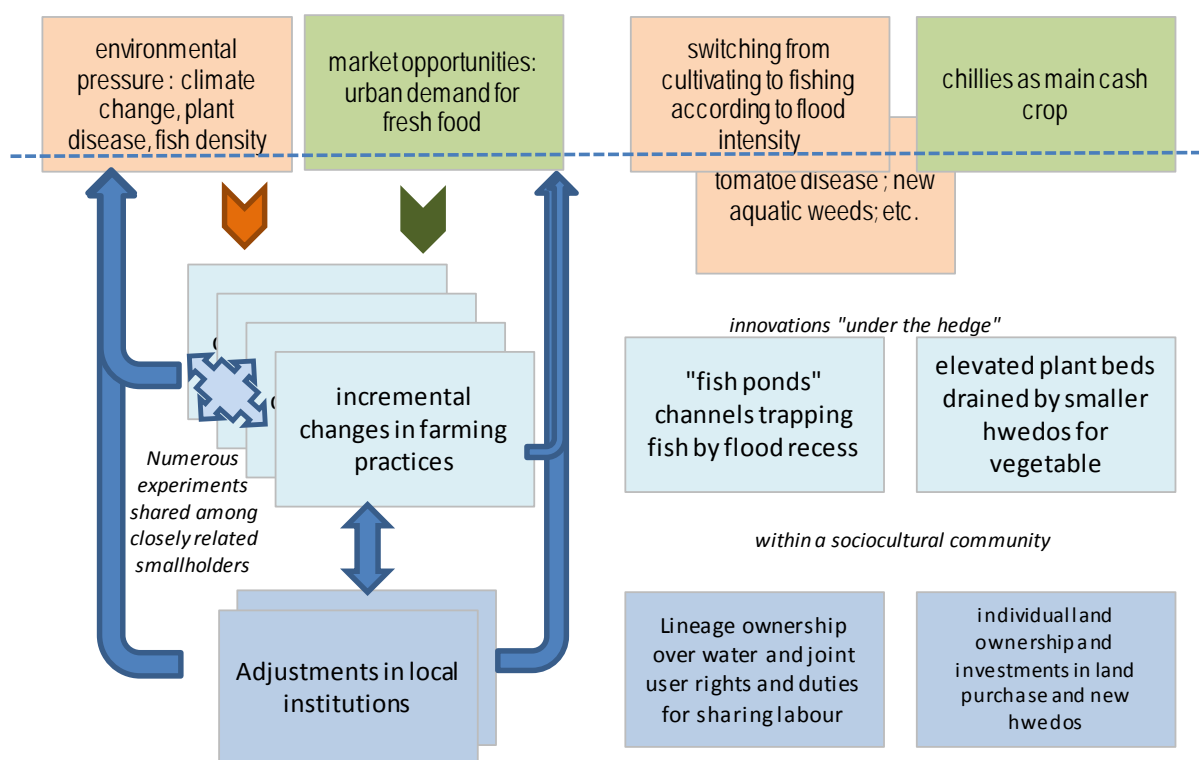 environmental
pressure : climate
change, plant
disease, fish density
market opportunities:
urban demand for
fresh food
switching from
cultivating to fishing
according to flood
intensity
chillies as main cash
crop
tomatoe disease ; new
aquatic weeds; etc.
innovations "under the hedge"
incremental
changes in farming
practices
"fish ponds"
channels trapping
fish by flood recess
elevated plant beds
drained by smaller
hwedos for
vegetable
Numerous
experiments
shared among
closely related
smallholders
within a sociocultural community
Adjustments in local
institutions
Lineage ownership
over water and joint
user rights and duties
for sharing labour
individual land
ownership and
investments in land
purchase and new
hwedos